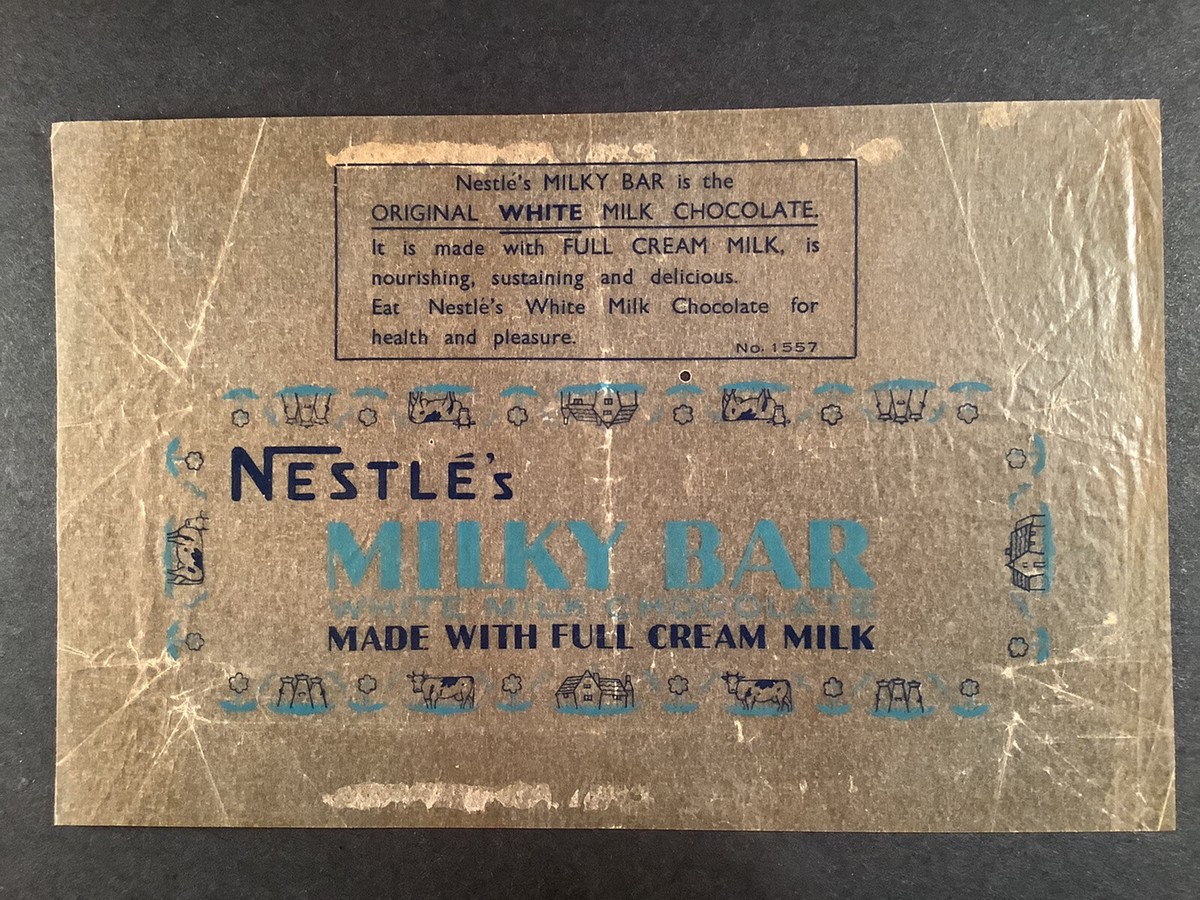 Nestlé's MILKY BAR is the
ORIGINAL WHITE MILK CHOCOLATE.
It is made with FULL CREAM MILK, is
nourishing, sustaining and delicious.
Eat Nestlé's White Milk Chocolate for
health and pleasure.
No. 1557
NESTLÉ's
MILKY BAR
WHITE MILK CHOCOLATE
MADE WITH FULL CREAM MILK